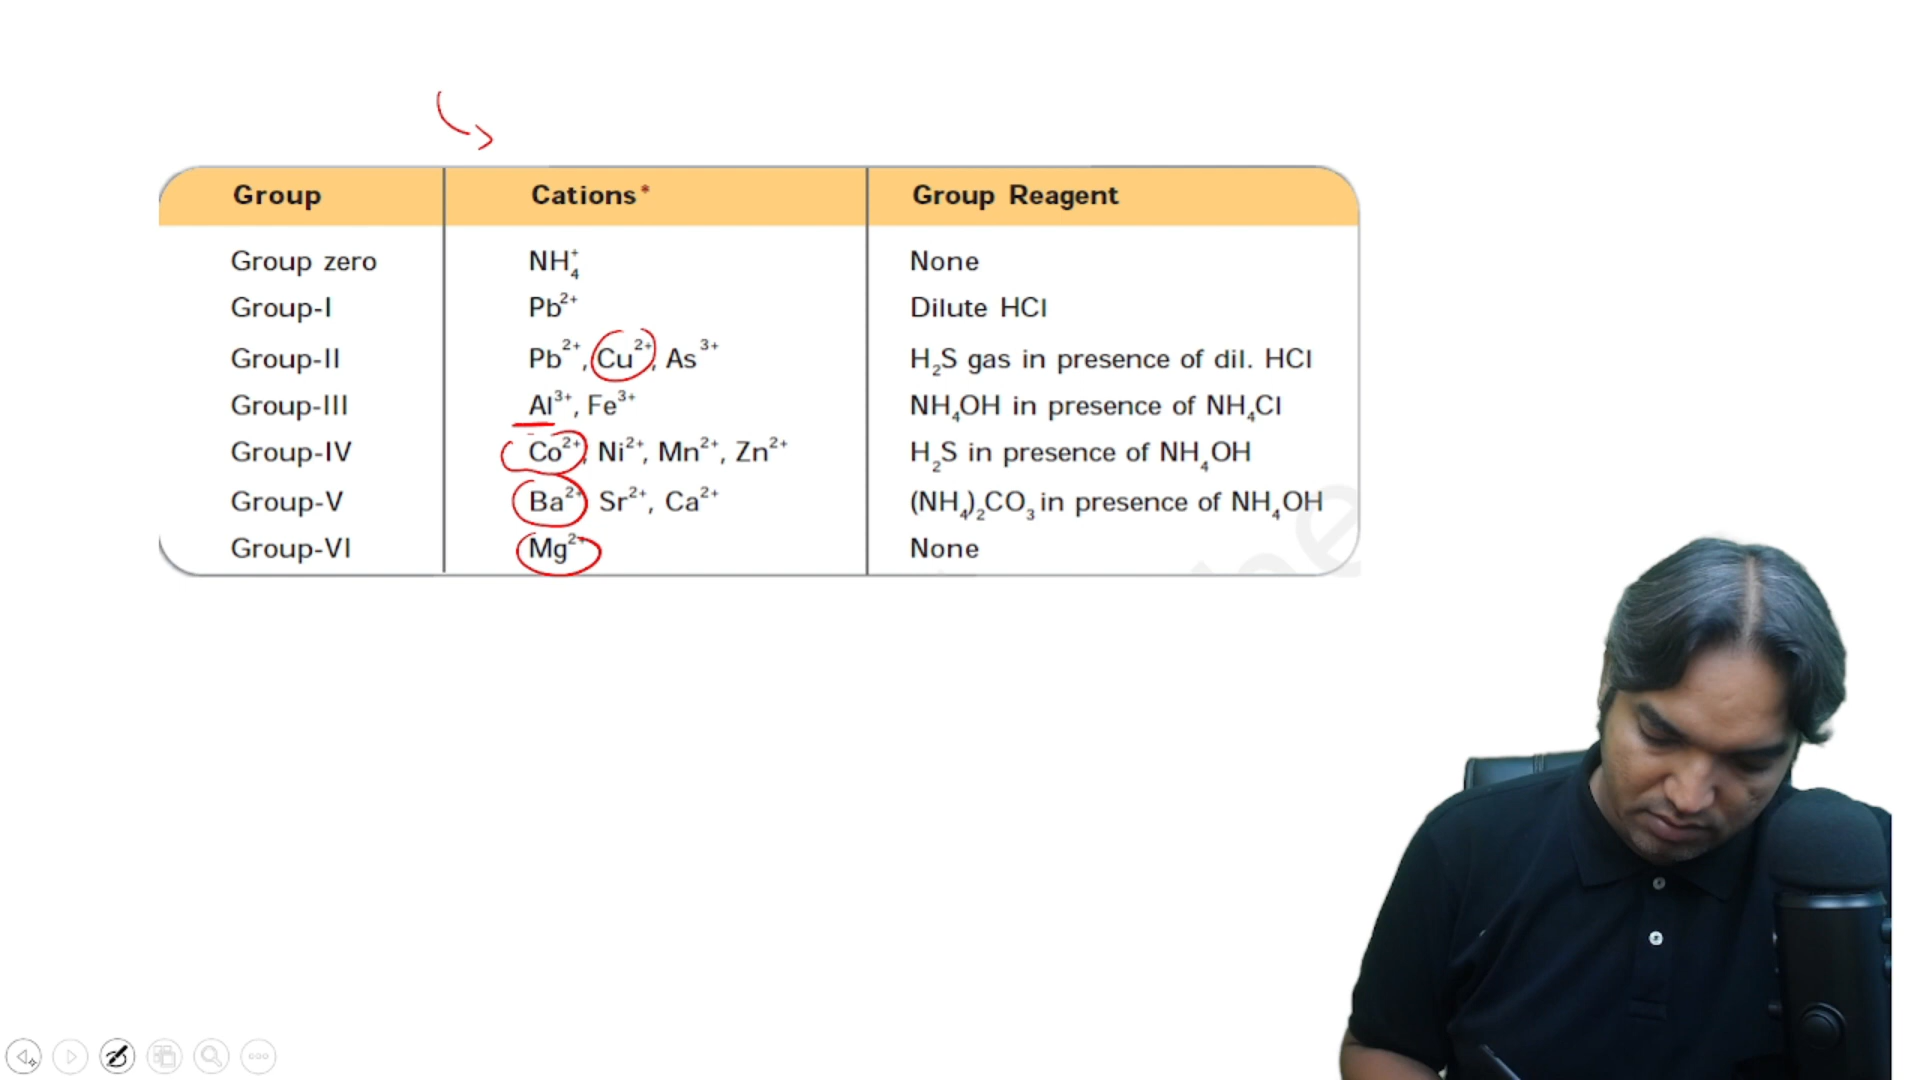 Group Cations* Group Reagent
Group zero NH₄⁺ None
Group-I Pb²⁺ Dilute HCl
Group-II Pb²⁺, Cu²⁺, As³⁺ H₂S gas in presence of dil. HCl
Group-III Al³⁺, Fe³⁺ NH₄OH in presence of NH₄Cl
Group-IV Co²⁺, Ni²⁺, Mn²⁺, Zn²⁺ H₂S in presence of NH₄OH
Group-V Ba²⁺ Sr²⁺, Ca²⁺ (NH₄)₂CO₃ in presence of NH₄OH
Group-VI Mg²⁺ None